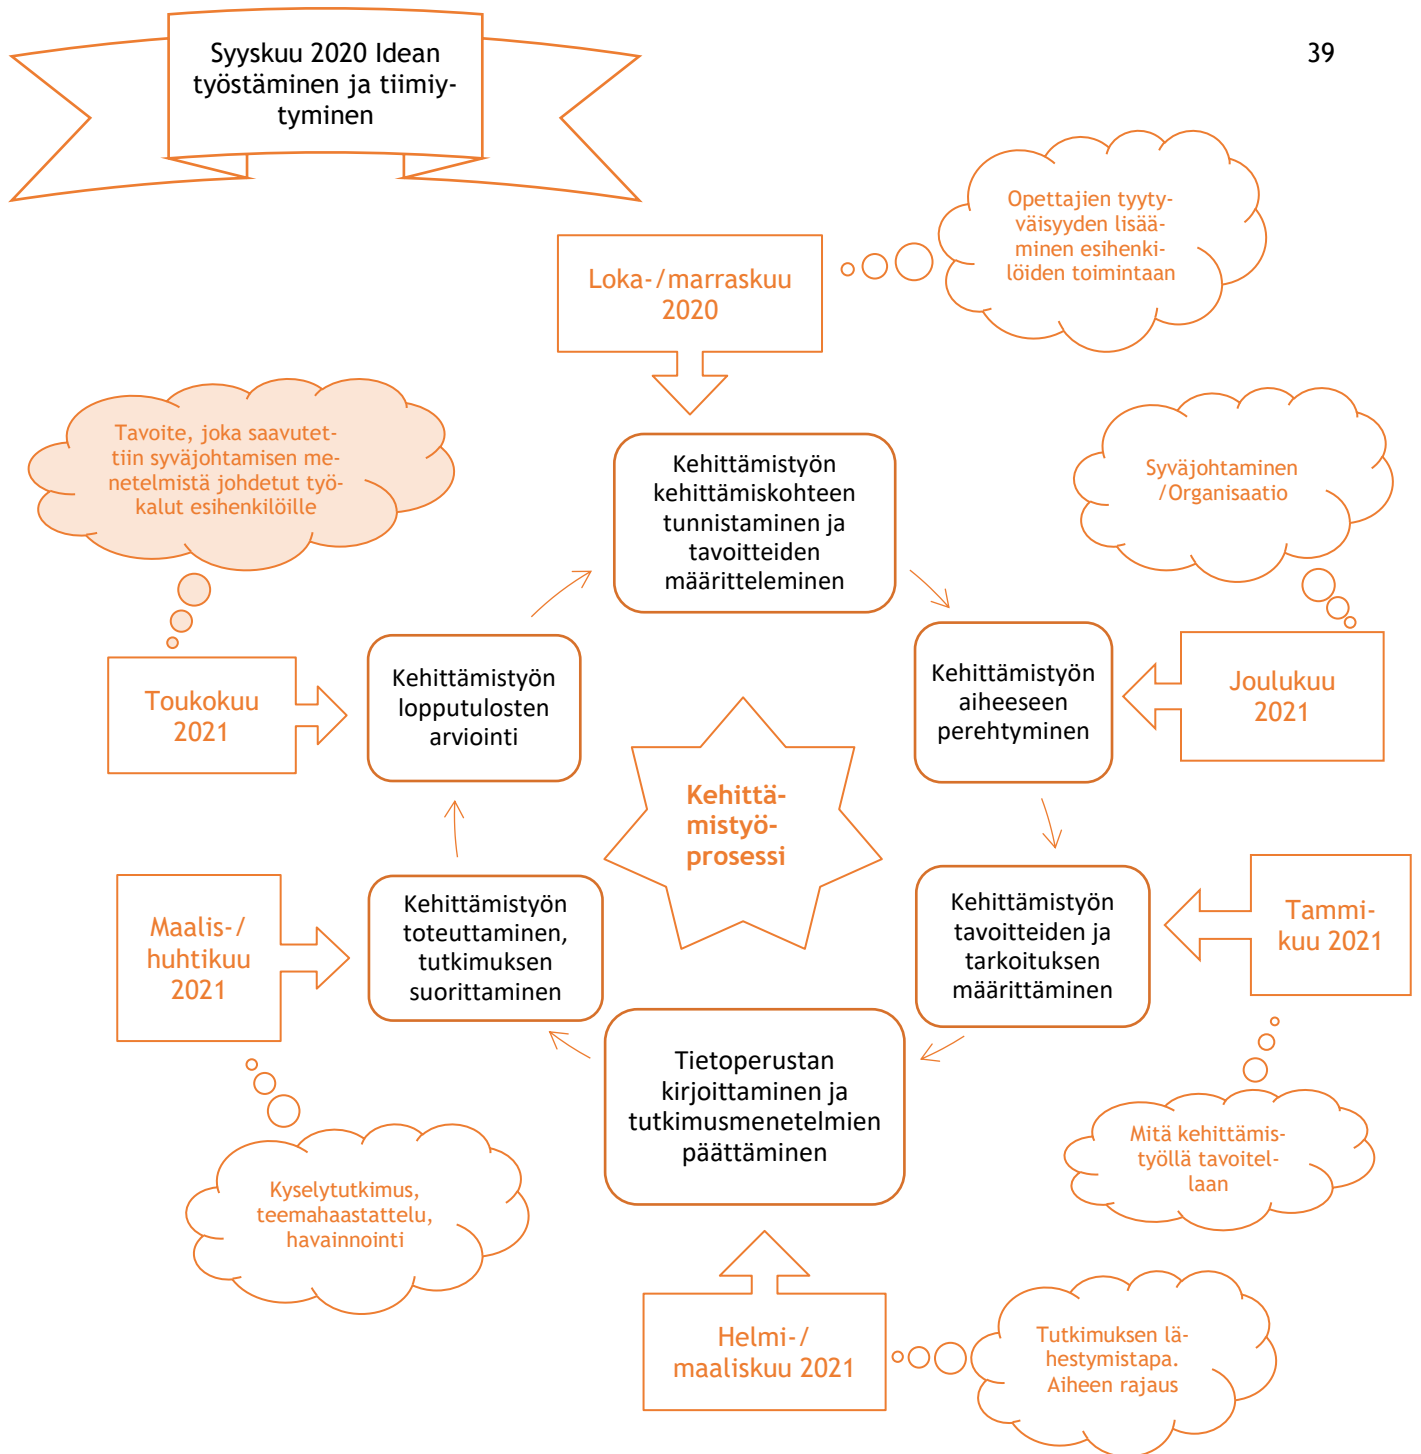 39
Syyskuu 2020 Idean
työstäminen ja tiimiy-
tyminen
Opettajien tyyty-
väisyyden lisää-
minen esihenki-
löiden toimintaan
Loka-/marraskuu
2020
Tavoite, joka saavutet-
tiin syväjohtamisen me-
netelmistä johdetut työ-
kalut esihenkilöille
Kehittämistyön
kehittämiskohteen
tunnistaminen ja
tavoitteiden
määritteleminen
Syväjohtaminen
/Organisaatio
Toukokuu
2021
Kehittämistyön
lopputulosten
arviointi
Kehittämistyön
aiheeseen
perehtyminen
Joulukuu
2021
Kehittä-
mistyö-
prosessi
Maalis-/
huhtikuu
2021
Kehittämistyön
toteuttaminen,
tutkimuksen
suorittaminen
Kehittämistyön
tavoitteiden ja
tarkoituksen
määrittäminen
Tammi-
kuu 2021
Tietoperustan
kirjoittaminen ja
tutkimusmenetelmien
päättäminen
Mitä kehittämis-
työllä tavoitel-
laan
Kyselytutkimus,
teemahaastattelu,
havainnointi
Helmi-/
maaliskuu 2021
Tutkimuksen lä-
hestymistapa.
Aiheen rajaus